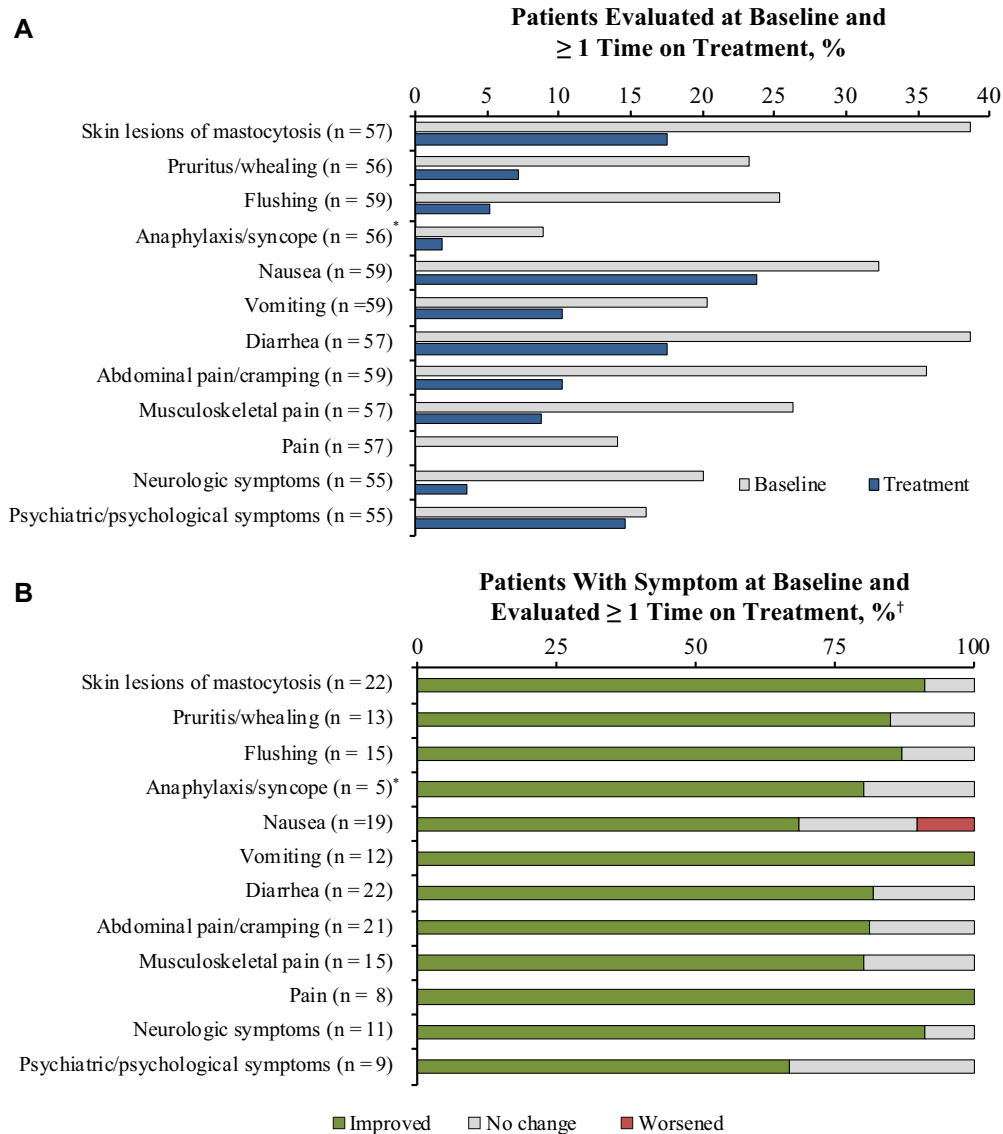 A
Patients Evaluated at Baseline and
≥ 1 Time on Treatment, %
0 5 10 15 20 25 30 35 40
Skin lesions of mastocytosis (n = 57)
Pruritus/whealing (n = 56)
Flushing (n = 59)
Anaphylaxis/syncope (n = 56)*
Nausea (n = 59)
Vomiting (n =59)
Diarrhea (n = 57)
Abdominal pain/cramping (n = 59)
Musculoskeletal pain (n = 57)
Pain (n = 57)
Neurologic symptoms (n = 55)
Baseline Treatment
Psychiatric/psychological symptoms (n = 55)
B
Patients With Symptom at Baseline and
Evaluated ≥ 1 Time on Treatment, %†
0 25 50 75 100
Skin lesions of mastocytosis (n = 22)
Pruritis/whealing (n = 13)
Flushing (n = 15)
Anaphylaxis/syncope (n = 5)*
Nausea (n =19)
Vomiting (n = 12)
Diarrhea (n = 22)
Abdominal pain/cramping (n = 21)
Musculoskeletal pain (n = 15)
Pain (n = 8)
Neurologic symptoms (n = 11)
Psychiatric/psychological symptoms (n = 9)
Improved No change Worsened